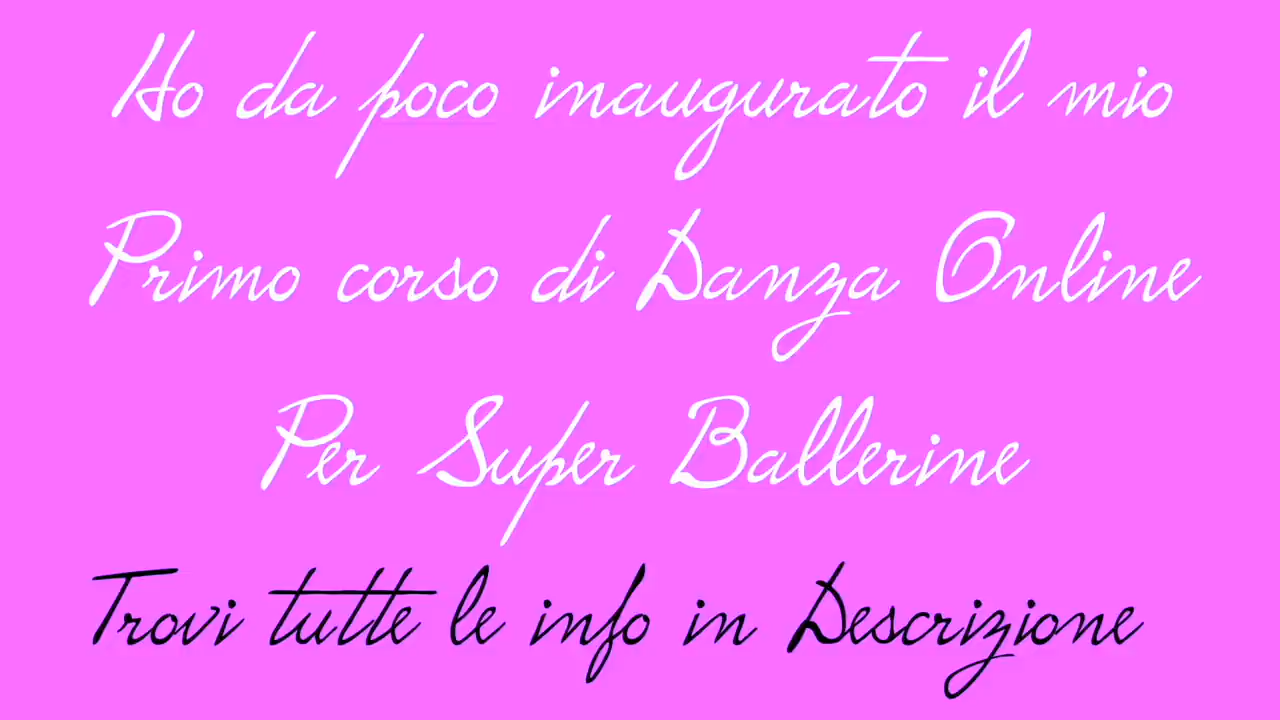 Ho da poco inaugurato il mio
Primo corso di Danza Online
Per Super Ballerine
Trovi tutte le info in Descrizione